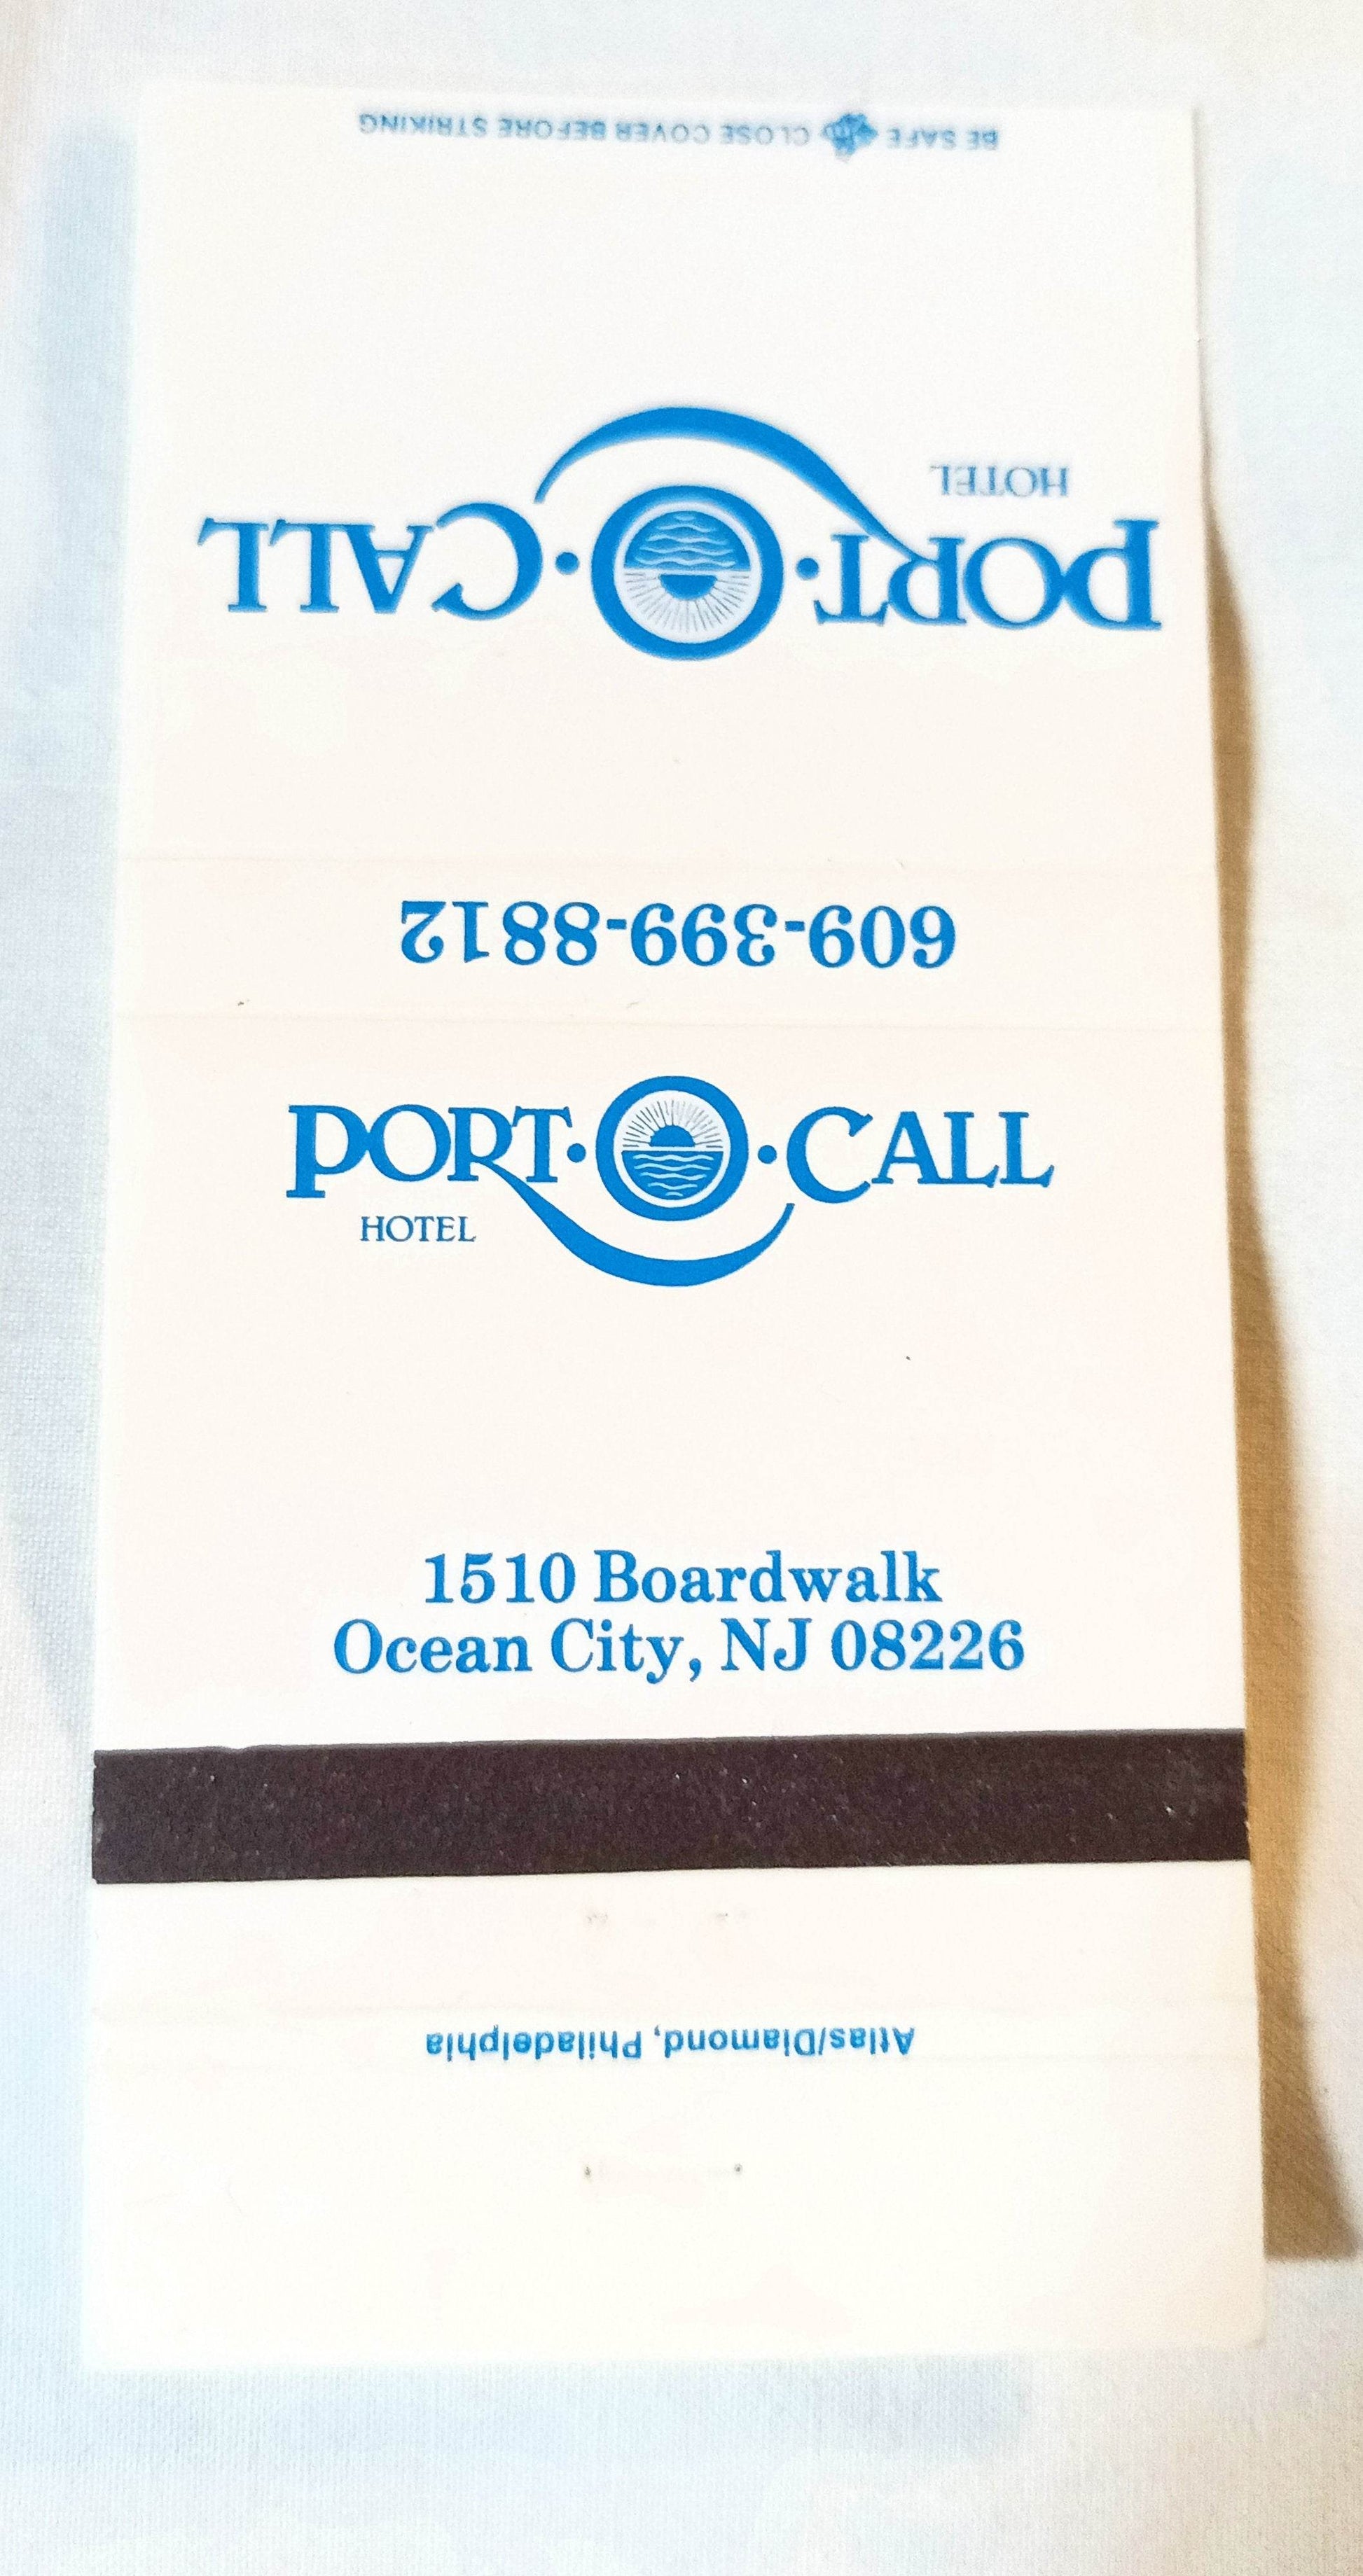 BE SAFE CLOSE COVER BEFORE STRIKING
PORT·O·CALL
HOTEL
609-399-8812
PORT·O·CALL
HOTEL
1510 Boardwalk
Ocean City, NJ 08226
Atlas/Diamond, Philadelphia